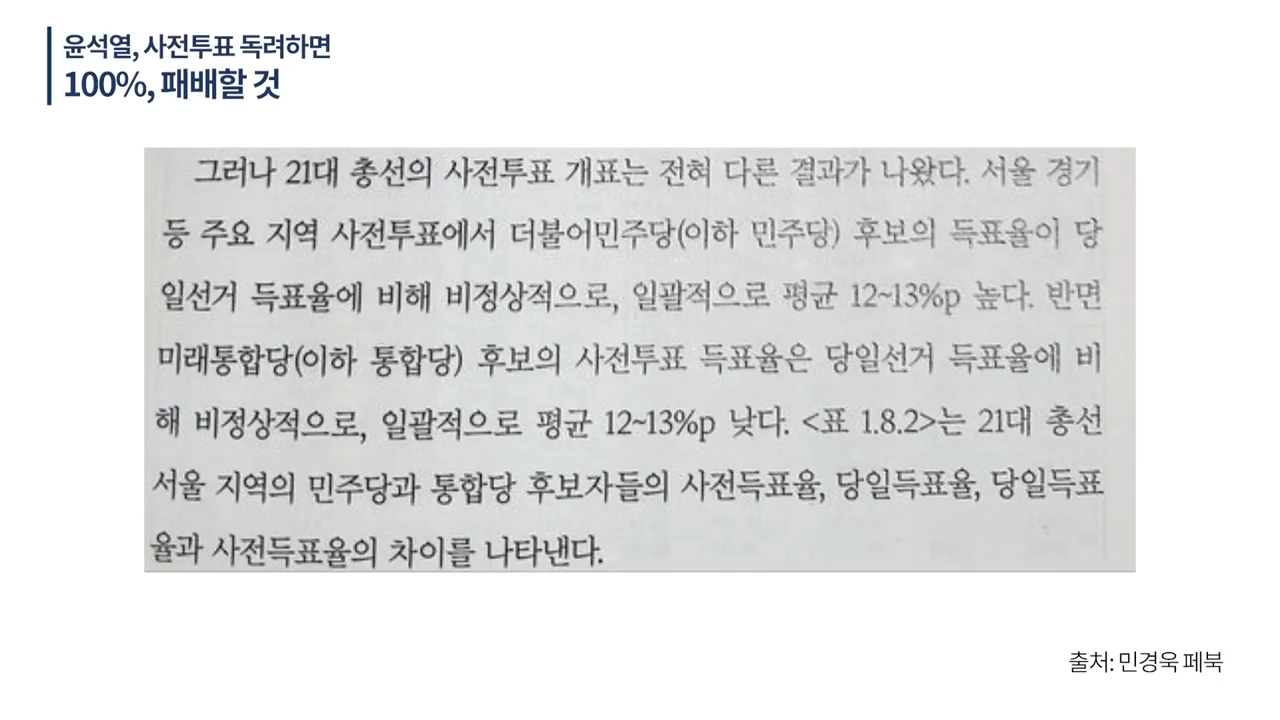 윤석열, 사전투표 독려하면
100%, 패배할 것
그러나 21대 총선의 사전투표 개표는 전혀 다른 결과가 나왔다. 서울 경기
등 주요 지역 사전투표에서 더불어민주당(이하 민주당) 후보의 득표율이 당
일선거 득표율에 비해 비정상적으로, 일괄적으로 평균 12~13%p 높다. 반면
미래통합당(이하 통합당) 후보의 사전투표 득표율은 당일선거 득표율에 비
해 비정상적으로, 일괄적으로 평균 12~13%p 낮다. <표 1.8.2>는 21대 총선
서울 지역의 민주당과 통합당 후보자들의 사전득표율, 당일득표율, 당일득표
율과 사전득표율의 차이를 나타낸다.
출처: 민경욱 페북